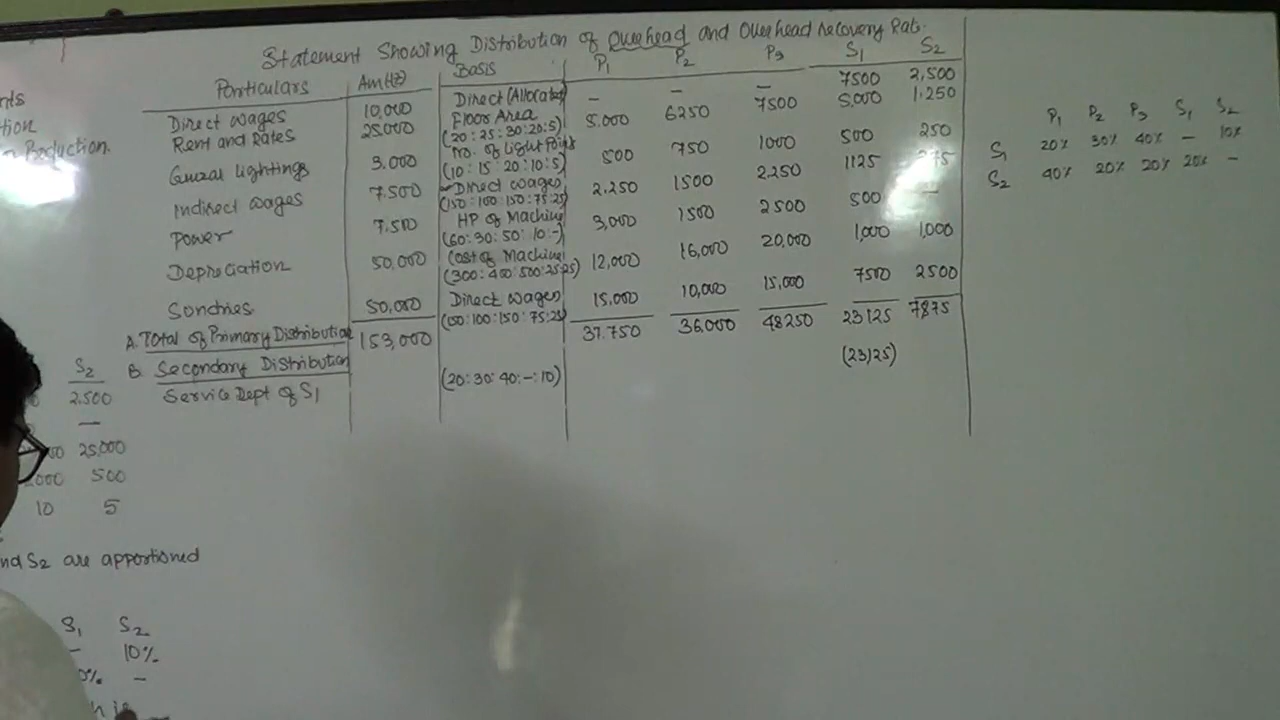 Statement Showing Distribution of Overhead and Overhead recovery Rate.
Particulars Am(₹) Basis P1 P2 P3 S1 S2
Direct wages 10,000 Direct (Allocated) – – – 7500 2,500
Rent and Rates 25,000 Floor Area 5.000 6250 7500 5,000 1.250
(20:25:30:20:5)
General lightings 3.000 No. of Light Points 500 750 1000 500 250
(10:15:20:10:5)
Indirect wages 7.500 Direct wages 2.250 1500 2.250 1125 375
(150:100:150:75:25)
Power 7.500 HP of Machine 3,000 1500 2500 500 –
(60:30:50:10:-)
Depreciation 50,000 Cost of Machine 12,000 16,000 20,000 1,000 1,000
(300:400:500:25:25)
Sundries 50,000 Direct wages 15,000 10,000 15,000 7500 2500
(150:100:150:75:25)
A. Total of Primary Distribution 153,000 37.750 36,000 48250 23125 7875
B. Secondary Distribution
Service Dept of S1 (20:30:40:-:10) (23125)
P1 P2 P3 S1 S2
S1 20% 30% 40% – 10%
S2 40% 20% 20% 20% –
nts
tion
Production.
S2
2.500
–
25,000
000 500
10 5
nd S2 are apportioned
S1 S2
– 10%
0% –